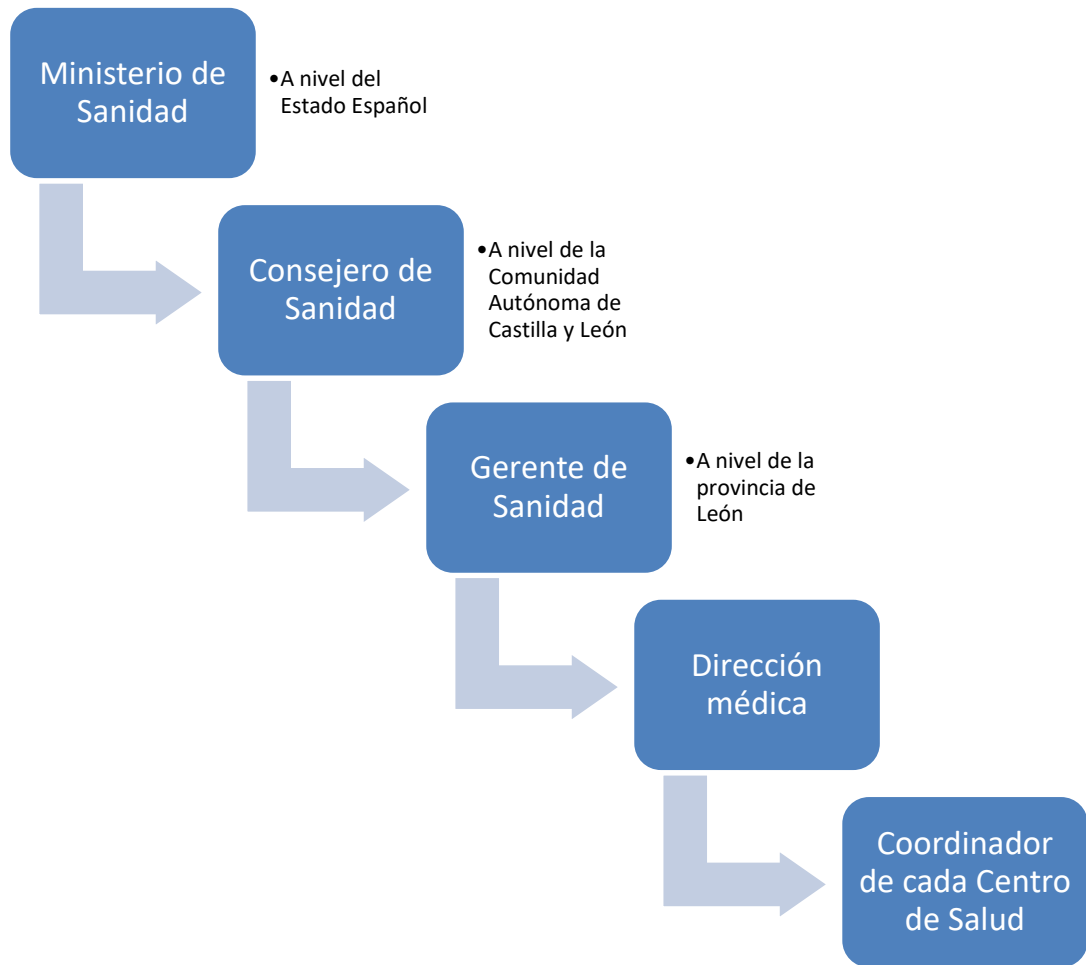 Ministerio de
Sanidad
•A nivel del
Estado Español
Consejero de
Sanidad
•A nivel de la
Comunidad
Autónoma de
Castilla y León
Gerente de
Sanidad
•A nivel de la
provincia de
León
Dirección
médica
Coordinador
de cada Centro
de Salud